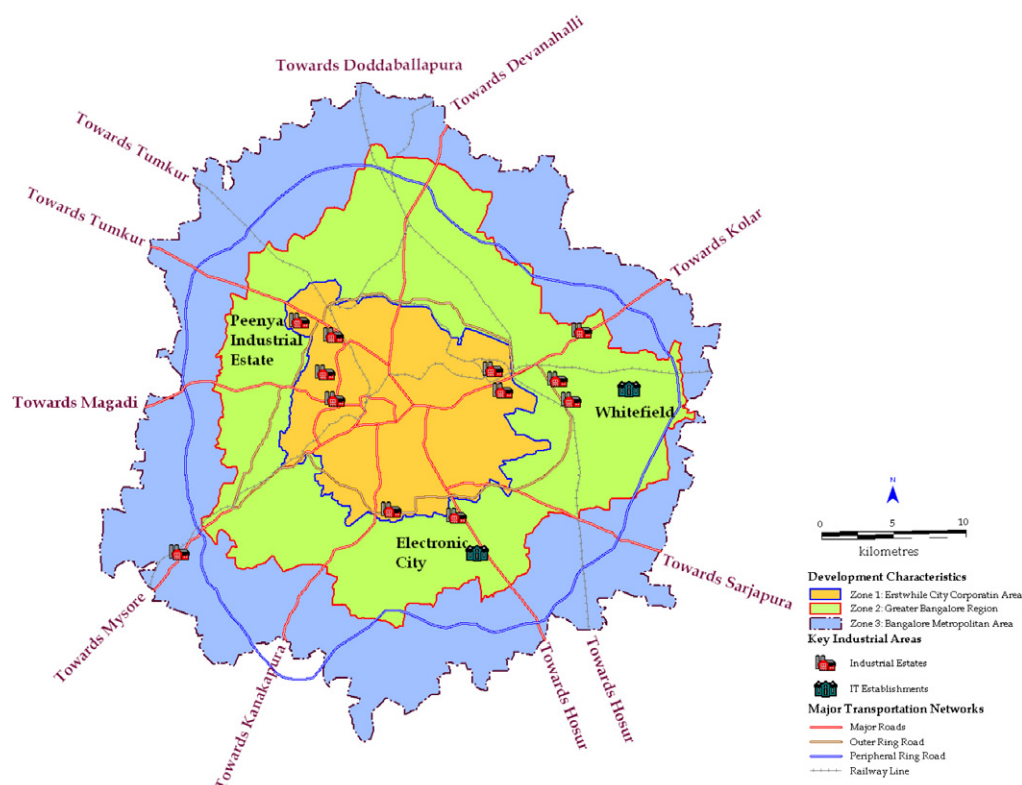 Towards Doddaballapura
Towards Devanahalli
Towards Tumkur
Towards Tumkur
Towards Kolar
Peenya
Industrial
Estate
Towards Magadi
Whitefield
N
0 5 10
kilometres
Electronic
City
Towards Sarjapura
Towards Mysore
Towards Kanakapura
Towards Hosur
Towards Hosur
Development Characteristics
Zone 1: Erstwhile City Corporatin Area
Zone 2: Greater Bangalore Region
Zone 3: Bangalore Metropolitan Area
Key Industrial Areas
Industrial Estates
IT Establishments
Major Transportation Networks
Major Roads
Outer Ring Road
Peripheral Ring Road
Railway Line